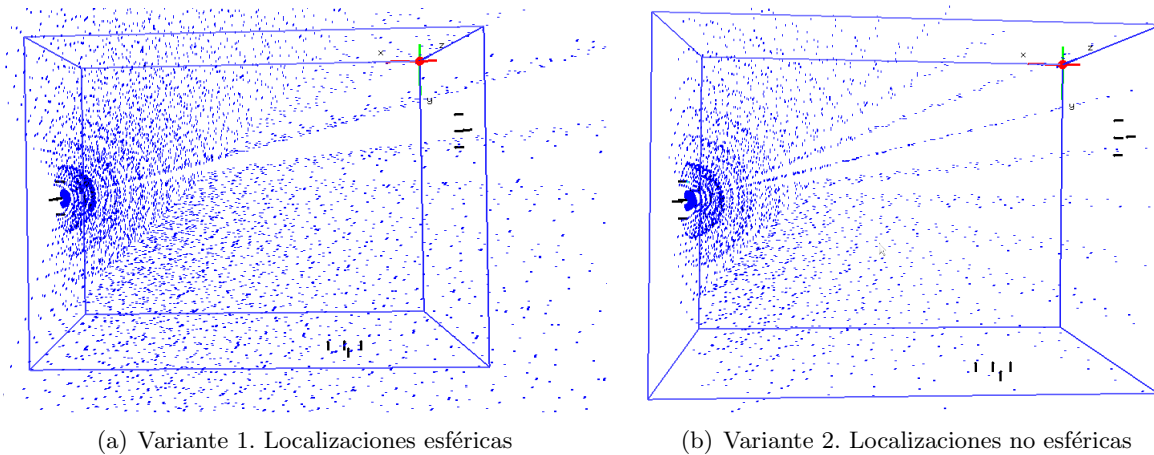 x
z
y
x
z
y
(a) Variante 1. Localizaciones esféricas
(b) Variante 2. Localizaciones no esféricas